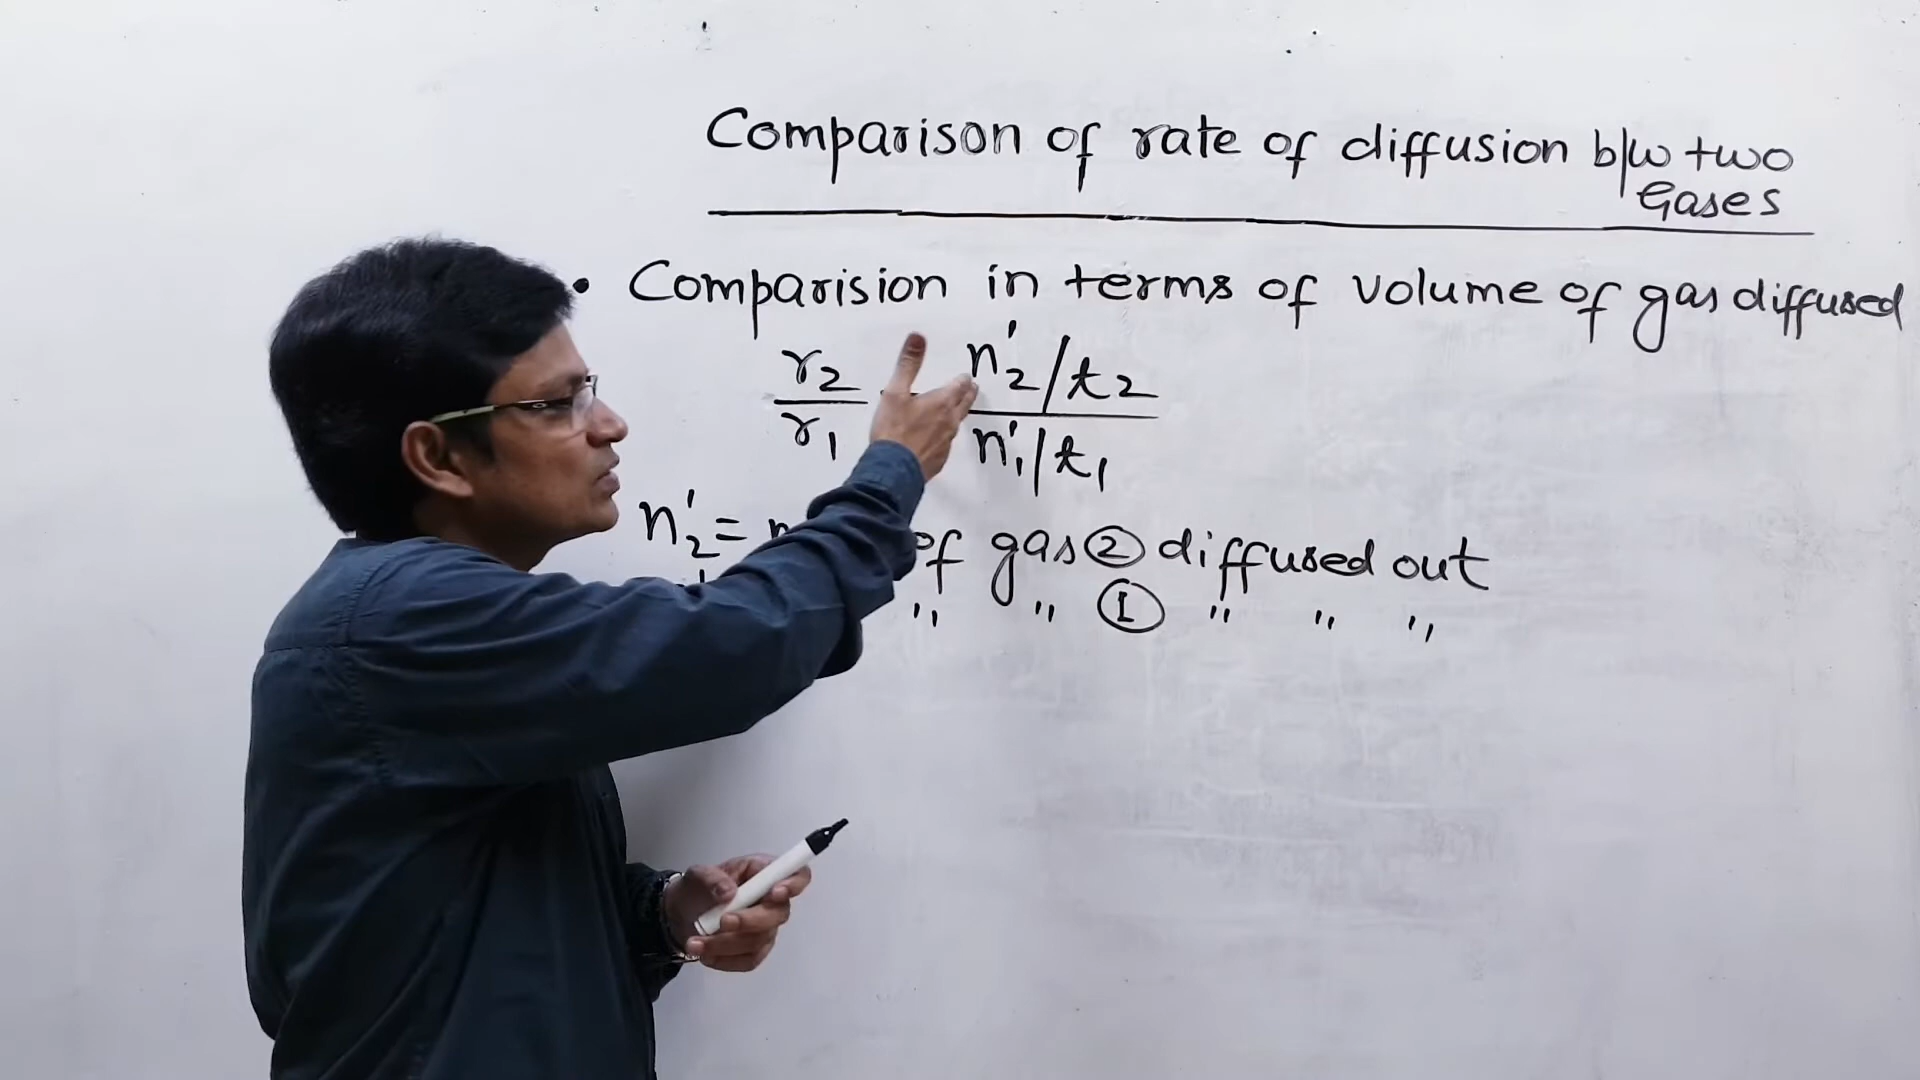 Comparison of rate of diffusion b/w two
Gases
• Comparision in terms of volume of gas diffused
r2 n'2/t2
r1 n'1/t1
n'2 = of gas ② diffused out
" " ① " " "